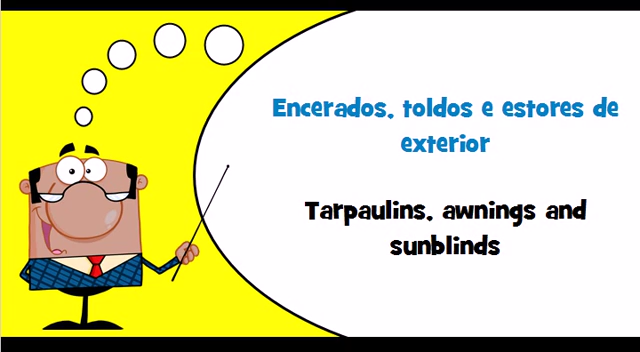 Encerados, toldos e estores de
exterior
Tarpaulins, awnings and
sunblinds